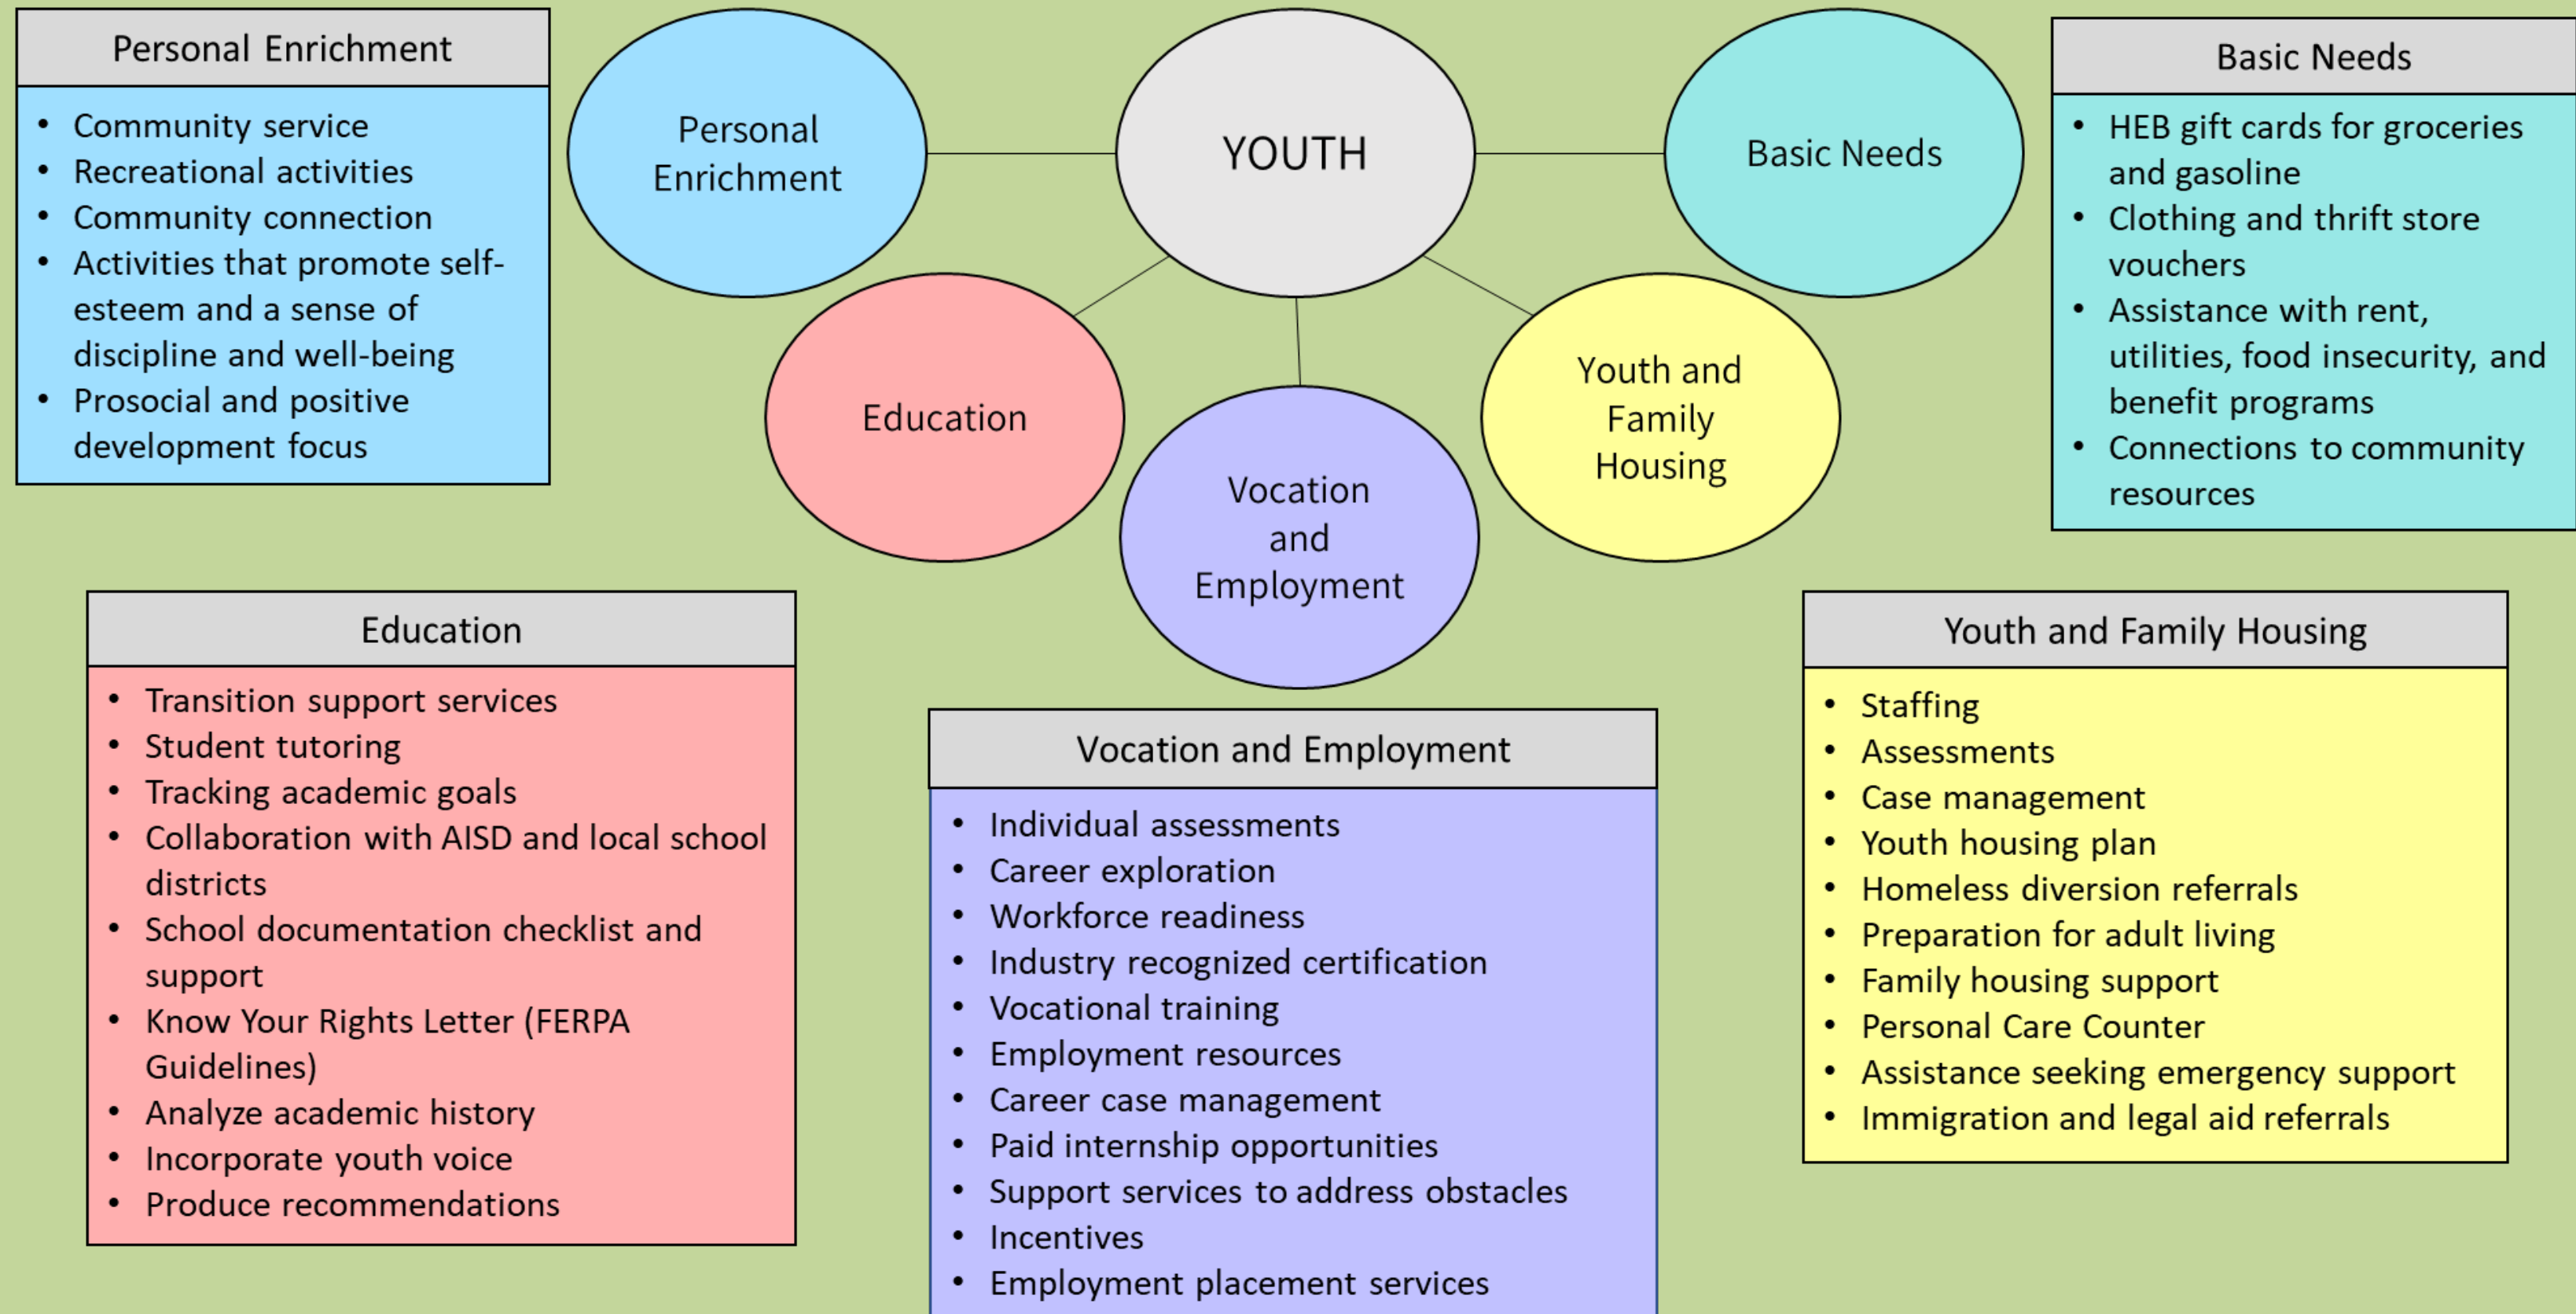 Personal Enrichment
• Community service
• Recreational activities
• Community connection
• Activities that promote self-
esteem and a sense of
discipline and well-being
• Prosocial and positive
development focus
Personal
Enrichment
YOUTH
Basic Needs
Education
Vocation
and
Employment
Youth and
Family
Housing
Basic Needs
• HEB gift cards for groceries
and gasoline
• Clothing and thrift store
vouchers
• Assistance with rent,
utilities, food insecurity, and
benefit programs
• Connections to community
resources
Education
• Transition support services
• Student tutoring
• Tracking academic goals
• Collaboration with AISD and local school
districts
• School documentation checklist and
support
• Know Your Rights Letter (FERPA
Guidelines)
• Analyze academic history
• Incorporate youth voice
• Produce recommendations
Vocation and Employment
• Individual assessments
• Career exploration
• Workforce readiness
• Industry recognized certification
• Vocational training
• Employment resources
• Career case management
• Paid internship opportunities
• Support services to address obstacles
• Incentives
• Employment placement services
Youth and Family Housing
• Staffing
• Assessments
• Case management
• Youth housing plan
• Homeless diversion referrals
• Preparation for adult living
• Family housing support
• Personal Care Counter
• Assistance seeking emergency support
• Immigration and legal aid referrals